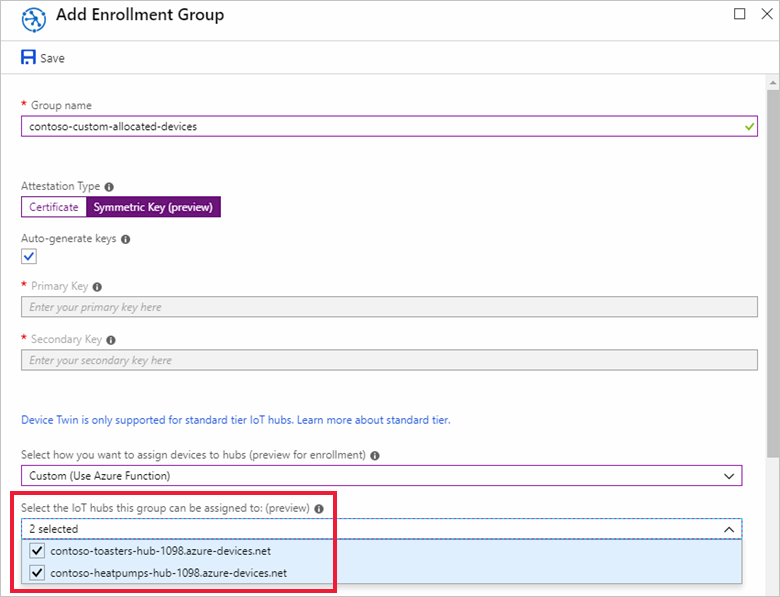 Add Enrollment Group
Save
* Group name
contoso-custom-allocated-devices
Attestation Type
Certificate
Symmetric Key (preview)
Auto-generate keys
* Primary Key
Enter your primary key here
* Secondary Key
Enter your secondary key here
Device Twin is only supported for standard tier IoT hubs. Learn more about standard tier.
Select how you want to assign devices to hubs (preview for enrollment)
Custom (Use Azure Function)
Select the IoT hubs this group can be assigned to: (preview)
2 selected
contoso-toasters-hub-1098.azure-devices.net
contoso-heatpumps-hub-1098.azure-devices.net